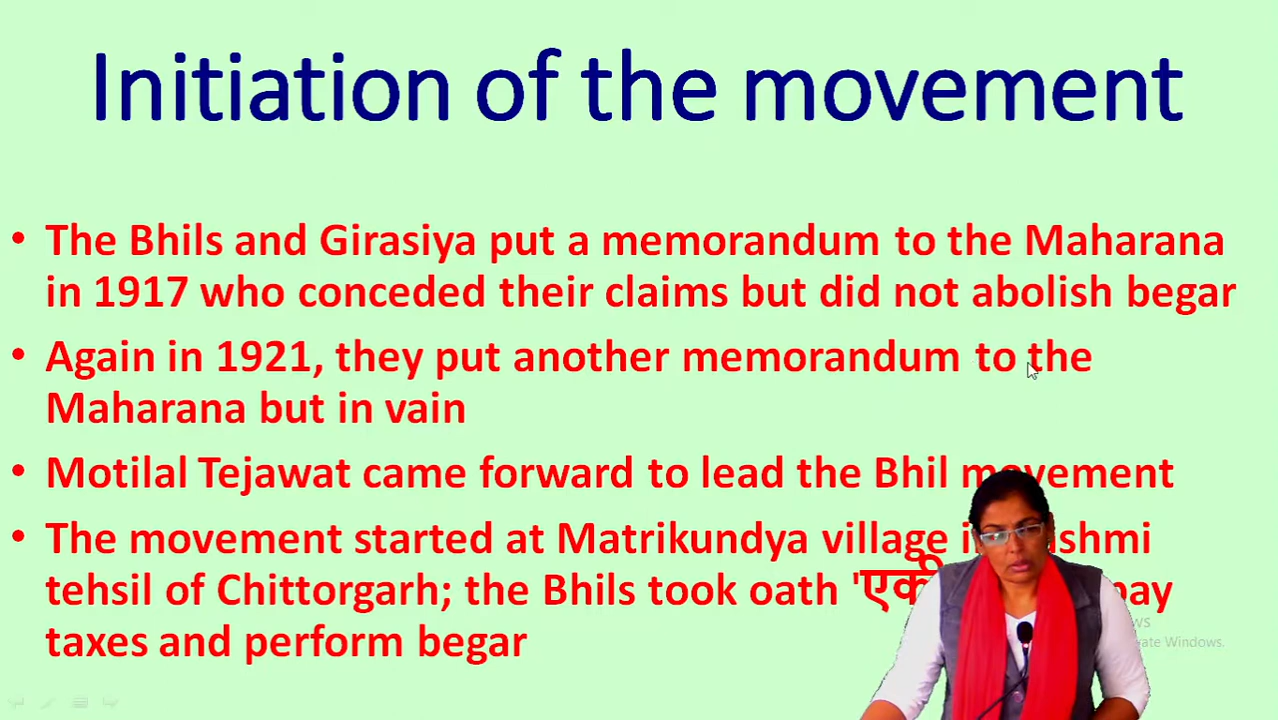 Initiation of the movement
• The Bhils and Girasiya put a memorandum to the Maharana
in 1917 who conceded their claims but did not abolish begar
• Again in 1921, they put another memorandum to the
Maharana but in vain
• Motilal Tejawat came forward to lead the Bhil movement
• The movement started at Matrikundya village
tehsil of Chittorgarh; the Bhils took oath 'एकी pay
taxes and perform begar
Windows.